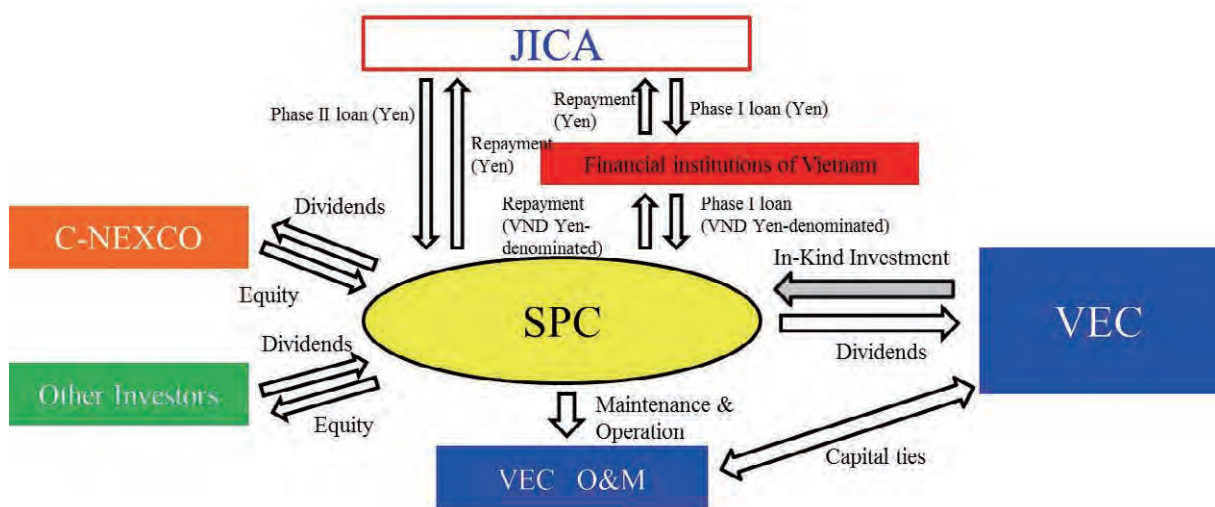 JICA
Phase II loan (Yen)
Repayment
(Yen)
Repayment
(Yen)
Phase I loan (Yen)
Financial institutions of Vietnam
Repayment
(VND Yen-
denominated)
Phase I loan
(VND Yen-denominated)
C-NEXCO
Dividends
Equity
In-Kind Investment
SPC
VEC
Dividends
Dividends
Other Investors
Equity
Maintenance &
Operation
Capital ties
VEC O&M